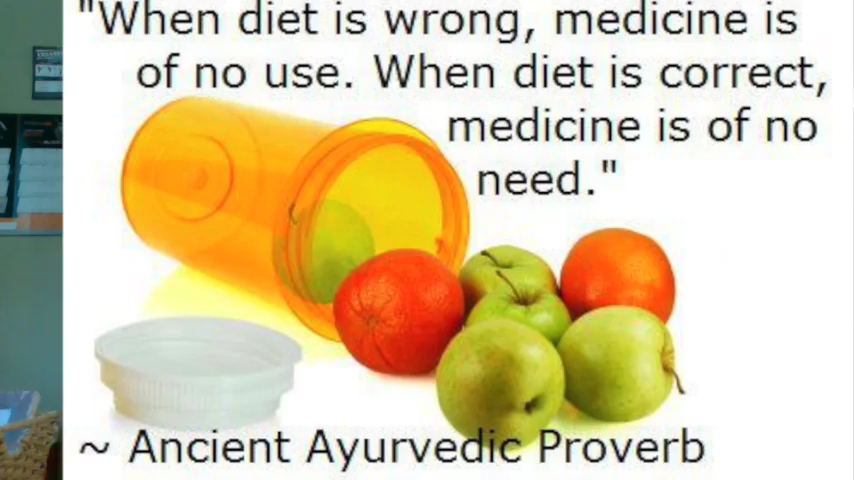 "When diet is wrong, medicine is
of no use. When diet is correct,
medicine is of no
need."
~ Ancient Ayurvedic Proverb